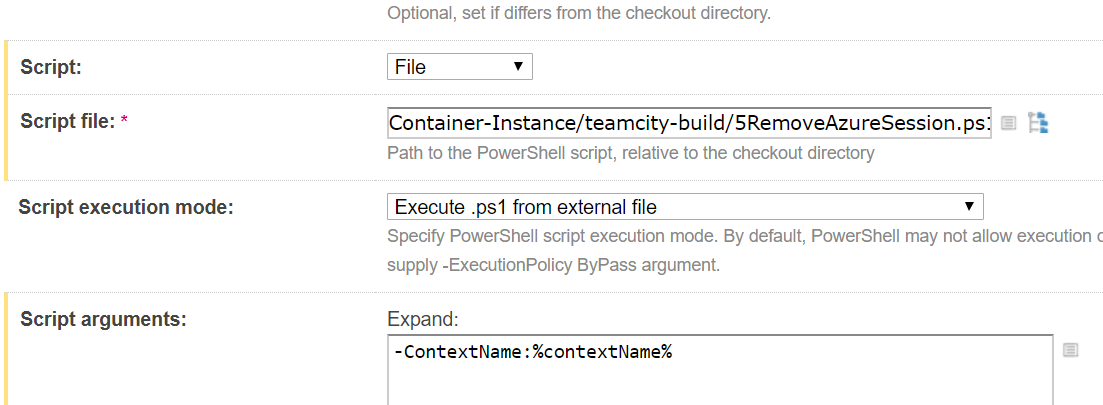 Optional, set if differs from the checkout directory.
Script:
File
Script file: *
Container-Instance/teamcity-build/5RemoveAzureSession.ps1
Path to the PowerShell script, relative to the checkout directory
Script execution mode:
Execute .ps1 from external file
Specify PowerShell script execution mode. By default, PowerShell may not allow execution
supply -ExecutionPolicy ByPass argument.
Script arguments:
Expand:
-ContextName:%contextName%